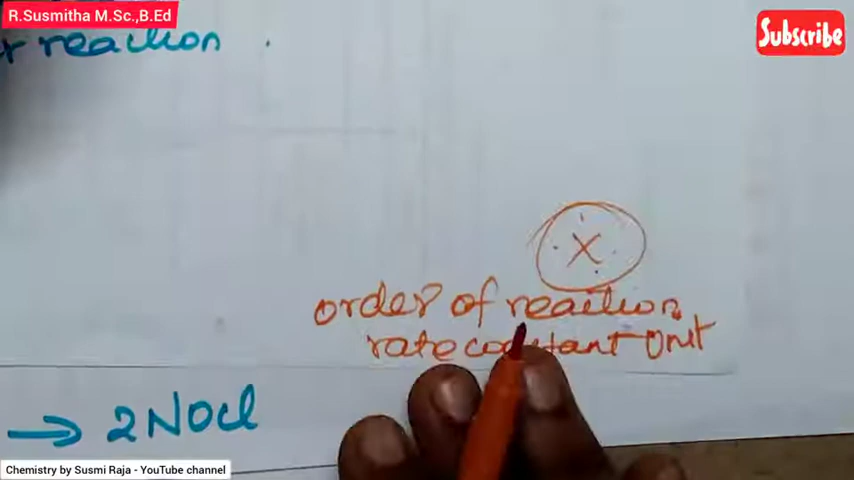 R.Susmitha M.Sc.,B.Ed
Subscribe
reaction
X
order of reaction
rate constant Unit
→ 2NOCl
Chemistry by Susmi Raja - YouTube channel